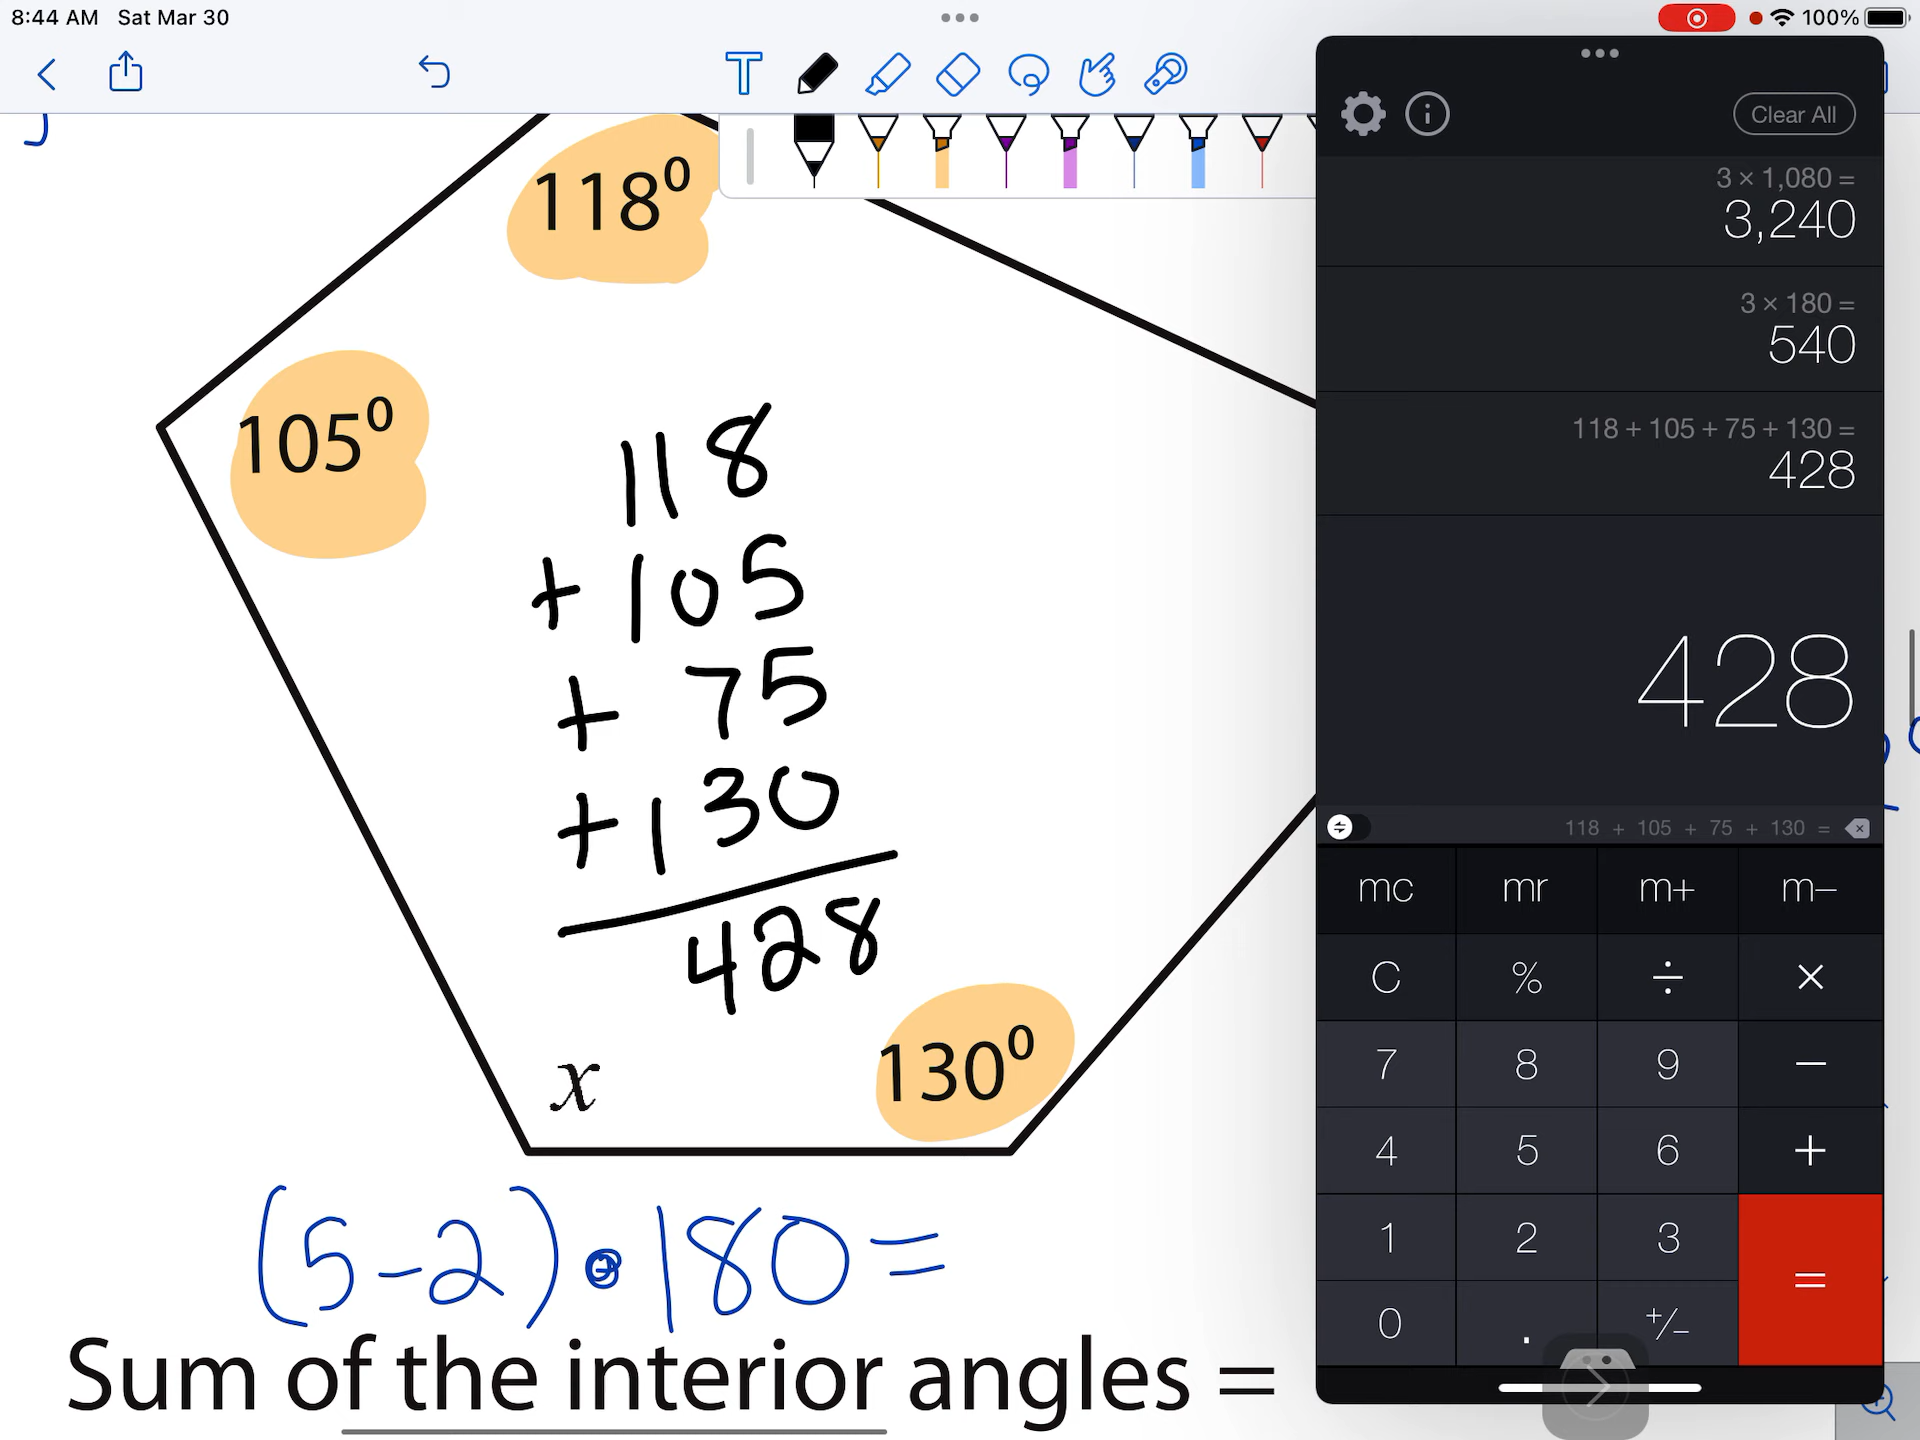 8:44 AM Sat Mar 30
100%
T
Clear All
3 × 1,080 =
3,240
3 × 180 =
540
118 + 105 + 75 + 130 =
428
428
118 + 105 + 75 + 130 =
mc mr m+ m–
C % ÷ ×
7 8 9 –
4 5 6 +
1 2 3 =
0 . +/–
118⁰
105⁰
118
+ 105
+ 75
+ 130
428
x
130⁰
(5-2) • 180 =
Sum of the interior angles =